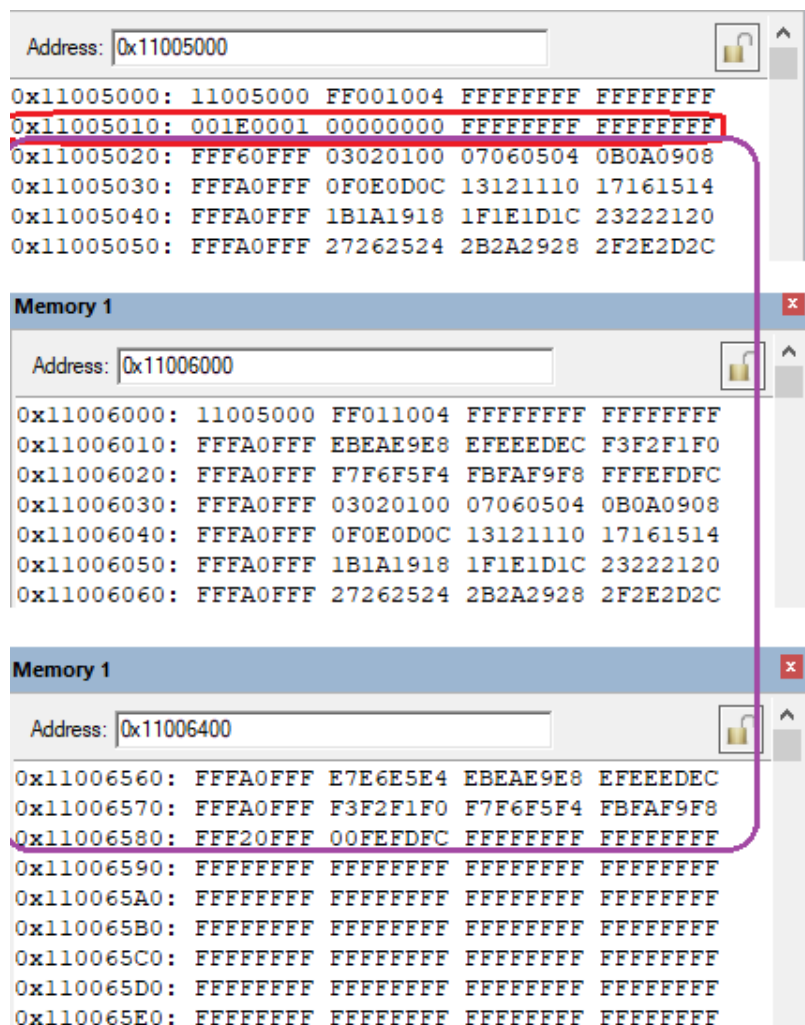 Address: 0x11005000
0x11005000: 11005000 FF001004 FFFFFFFF FFFFFFFF
0x11005010: 001E0001 00000000 FFFFFFFF FFFFFFFF
0x11005020: FFF60FFF 03020100 07060504 0B0A0908
0x11005030: FFFA0FFF 0F0E0D0C 13121110 17161514
0x11005040: FFFA0FFF 1B1A1918 1F1E1D1C 23222120
0x11005050: FFFA0FFF 27262524 2B2A2928 2F2E2D2C
Memory 1
x
Address: 0x11006000
0x11006000: 11005000 FF011004 FFFFFFFF FFFFFFFF
0x11006010: FFFA0FFF EBEAE9E8 EFEEEDEC F3F2F1F0
0x11006020: FFFA0FFF F7F6F5F4 FBFAF9F8 FFFEFDFC
0x11006030: FFFA0FFF 03020100 07060504 0B0A0908
0x11006040: FFFA0FFF 0F0E0D0C 13121110 17161514
0x11006050: FFFA0FFF 1B1A1918 1F1E1D1C 23222120
0x11006060: FFFA0FFF 27262524 2B2A2928 2F2E2D2C
Memory 1
x
Address: 0x11006400
0x11006560: FFFA0FFF E7E6E5E4 EBEAE9E8 EFEEEDEC
0x11006570: FFFA0FFF F3F2F1F0 F7F6F5F4 FBFAF9F8
0x11006580: FFF20FFF 00FEFDFC FFFFFFFF FFFFFFFF
0x11006590: FFFFFFFF FFFFFFFF FFFFFFFF FFFFFFFF
0x110065A0: FFFFFFFF FFFFFFFF FFFFFFFF FFFFFFFF
0x110065B0: FFFFFFFF FFFFFFFF FFFFFFFF FFFFFFFF
0x110065C0: FFFFFFFF FFFFFFFF FFFFFFFF FFFFFFFF
0x110065D0: FFFFFFFF FFFFFFFF FFFFFFFF FFFFFFFF
0x110065E0: FFFFFFFF FFFFFFFF FFFFFFFF FFFFFFFF